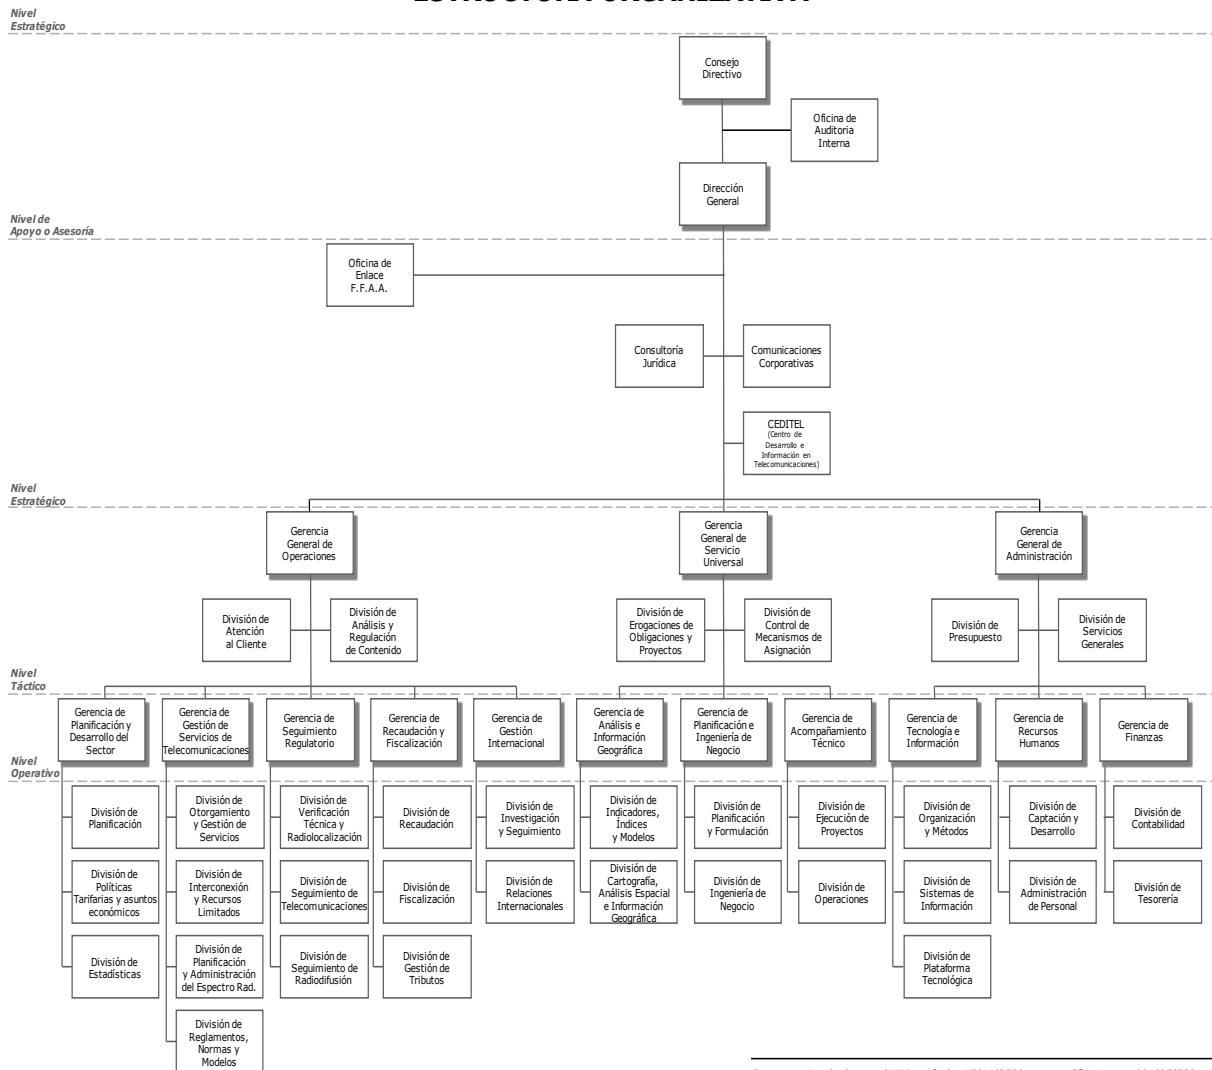 Nivel
Estratégico
Consejo
Directivo
Oficina de
Auditoria
Interna
Dirección
General
Nivel de
Apoyo o Asesoría
Oficina de
Enlace
F.F.A.A.
Consultoría
Jurídica
Comunicaciones
Corporativas
CEDITEL
(Centro de
Desarrollo e
Información en
Telecomunicaciones)
Nivel
Estratégico
Gerencia
General de
Operaciones
Gerencia
General de
Servicio
Universal
Gerencia
General de
Administración
División de
Atención
al Cliente
División de
Análisis y
Regulación
de Contenido
División de
Erogaciones de
Obligaciones y
Proyectos
División de
Control de
Mecanismos de
Asignación
División de
Presupuesto
División de
Servicios
Generales
Nivel
Táctico
Gerencia de
Planificación y
Desarrollo del
Sector
Gerencia de
Gestión de
Servicios de
Telecomunicaciones
Gerencia de
Seguimiento
Regulatorio
Gerencia de
Recaudación y
Fiscalización
Gerencia de
Gestión
Internacional
Gerencia de
Análisis e
Información
Geográfica
Gerencia de
Planificación e
Ingeniería de
Negocio
Gerencia de
Acompañamiento
Técnico
Gerencia de
Tecnología e
Información
Gerencia de
Recursos
Humanos
Gerencia de
Finanzas
Nivel
Operativo
División de
Planificación
División de
Otorgamiento
y Gestión de
Servicios
División de
Verificación
Técnica y
Radiolocalización
División de
Recaudación
División de
Investigación
y Seguimiento
División de
Indicadores,
Índices
y Modelos
División de
Planificación
y Formulación
División de
Ejecución de
Proyectos
División de
Organización
y Métodos
División de
Captación y
Desarrollo
División de
Contabilidad
División de
Políticas
Tarifarias y asuntos
económicos
División de
Interconexión
y Recursos
Limitados
División de
Seguimiento de
Telecomunicaciones
División de
Fiscalización
División de
Relaciones
Internacionales
División de
Cartografía,
Análisis Espacial
e Información
Geográfica
División de
Ingeniería de
Negocio
División de
Operaciones
División de
Sistemas de
Información
División de
Administración
de Personal
División de
Tesorería
División de
Estadísticas
División de
Planificación
y Administración
del Espectro Rad.
División de
Seguimiento de
Radiodifusión
División de
Gestión de
Tributos
División de
Plataforma
Tecnológica
División de
Reglamentos,
Normas y
Modelos